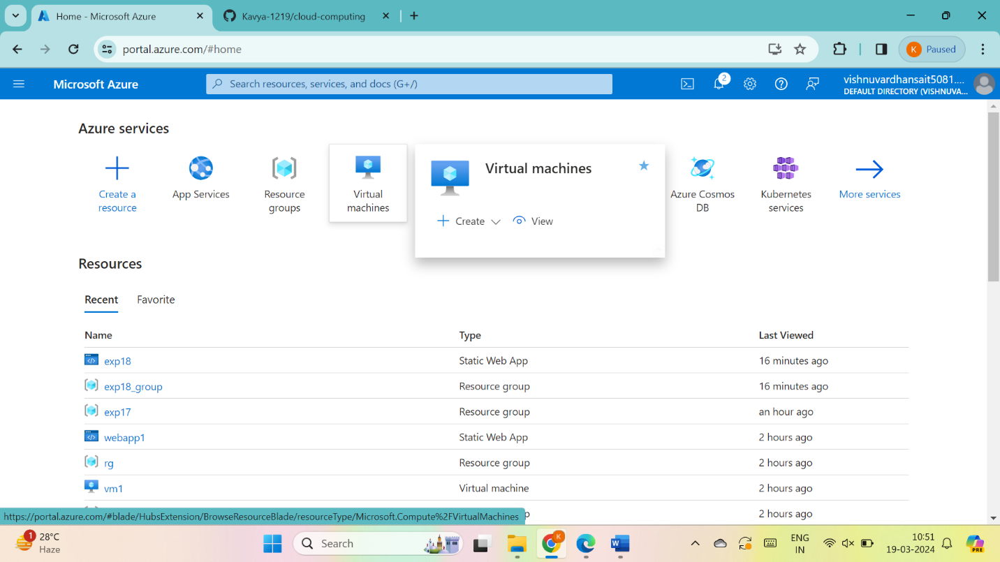 Home - Microsoft Azure
Kavya-1219/cloud-computing
portal.azure.com/#home
K Paused
Microsoft Azure
Search resources, services, and docs (G+/)
2
vishnuvardhansait5081....
DEFAULT DIRECTORY (VISHNUVA...
Azure services
Create a resource
App Services
Resource groups
Virtual machines
Virtual machines
Create
View
Azure Cosmos DB
Kubernetes services
More services
Resources
Recent Favorite
Name Type Last Viewed
exp18 Static Web App 16 minutes ago
exp18_group Resource group 16 minutes ago
exp17 Resource group an hour ago
webapp1 Static Web App 2 hours ago
rg Resource group 2 hours ago
vm1 Virtual machine 2 hours ago
2 hours ago
https://portal.azure.com/#blade/HubsExtension/BrowseResourceBlade/resourceType/Microsoft.Compute%2FVirtualMachines
1
28°C
Haze
Search
K
W
ENG
IN
10:51
19-03-2024
PRE